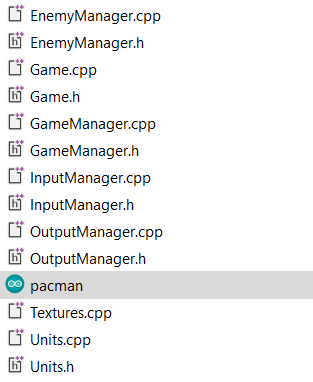 EnemyManager.cpp
EnemyManager.h
Game.cpp
Game.h
GameManager.cpp
GameManager.h
InputManager.cpp
InputManager.h
OutputManager.cpp
OutputManager.h
pacman
Textures.cpp
Units.cpp
Units.h